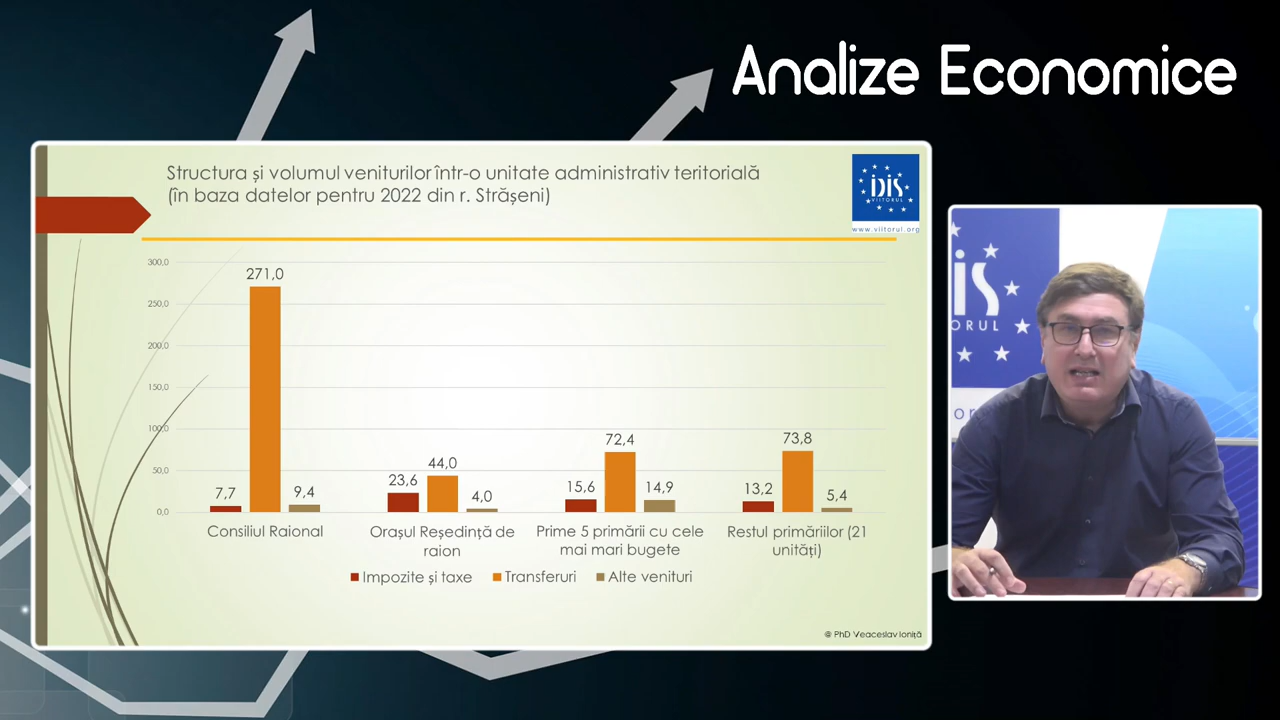 Analize Economice
Structura și volumul veniturilor într-o unitate administrativ teritorială
(în baza datelor pentru 2022 din r. Strășeni)
IDIS
VIITORUL
www.viitorul.org
300,0
250,0
200,0
150,0
100,0
50,0
0,0
271,0
7,7
9,4
23,6
44,0
4,0
15,6
72,4
14,9
13,2
73,8
5,4
Consiliul Raional
Orașul Reședință de
raion
Prime 5 primării cu cele
mai mari bugete
Restul primăriilor (21
unități)
Impozite și taxe
Transferuri
Alte venituri
© PhD Veaceslav Ioniță
IS
ORUL
or